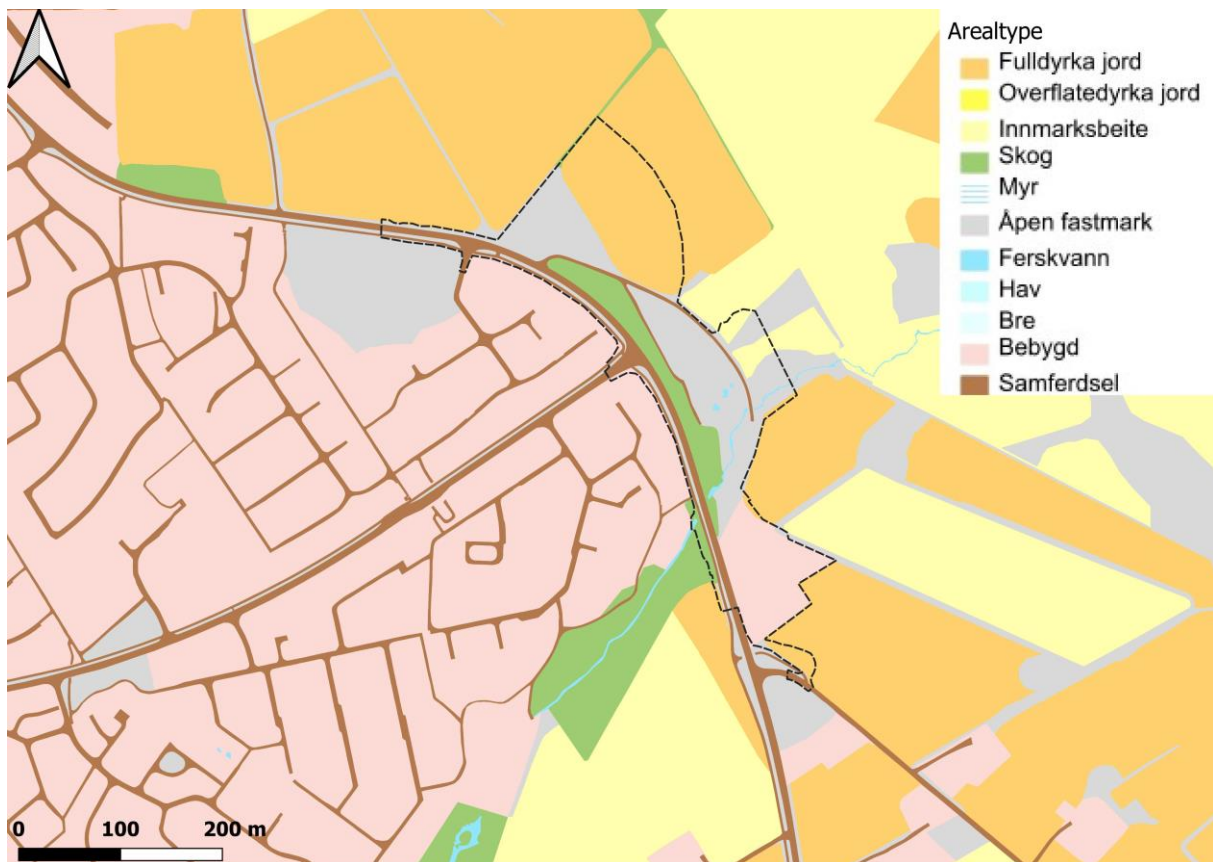 Arealtype
Fulldyrka jord
Overflatedyrka jord
Innmarksbeite
Skog
Myr
Åpen fastmark
Ferskvann
Hav
Bre
Bebygd
Samferdsel
0 100 200 m